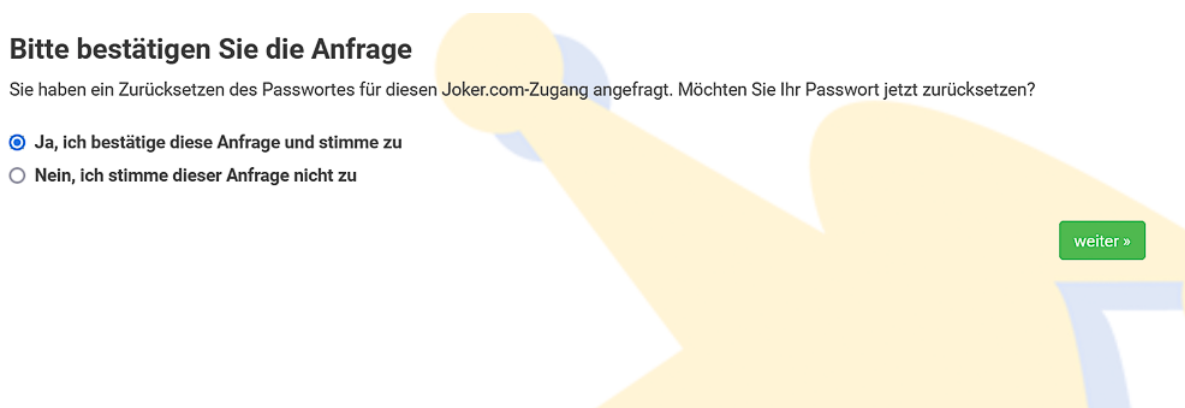 Bitte bestätigen Sie die Anfrage
Sie haben ein Zurücksetzen des Passwortes für diesen Joker.com-Zugang angefragt. Möchten Sie Ihr Passwort jetzt zurücksetzen?
Ja, ich bestätige diese Anfrage und stimme zu
Nein, ich stimme dieser Anfrage nicht zu
weiter »